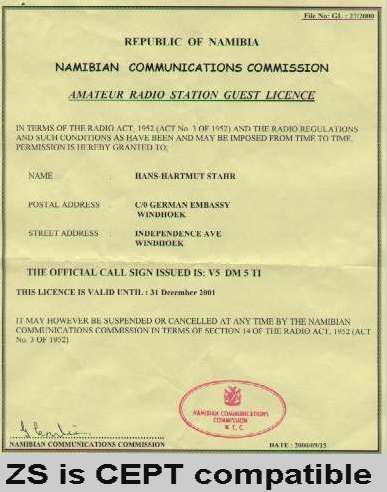 File No: GL : 27/2000
REPUBLIC OF NAMIBIA
NAMIBIAN COMMUNICATIONS COMMISSION
AMATEUR RADIO STATION GUEST LICENCE
IN TERMS OF THE RADIO ACT, 1952 (ACT No. 3 OF 1952) AND THE RADIO REGULATIONS
AND SUCH CONDITIONS AS HAVE BEEN AND MAY BE IMPOSED FROM TIME TO TIME,
PERMISSION IS HEREBY GRANTED TO;
NAME : HANS-HARTMUT STAHR
POSTAL ADDRESS : C/0 GERMAN EMBASSY
WINDHOEK
STREET ADDRESS : INDEPENDENCE AVE
WINDHOEK
THE OFFICIAL CALL SIGN ISSUED IS: V5 DM 5 TI
THIS LICENCE IS VALID UNTIL : 31 December 2001
IT MAY HOWEVER BE SUSPENDED OR CANCELLED AT ANY TIME BY THE NAMIBIAN
COMMUNICATIONS COMMISSION IN TERMS OF SECTION 14 OF THE RADIO ACT, 1952 (ACT
No. 3 OF 1952)
NAMIBIAN COMMUNICATIONS
COMMISSION
N. C. C.
NAMIBIAN COMMUNICATIONS COMMISSION
DATE : 2000/09/15
ZS is CEPT compatible